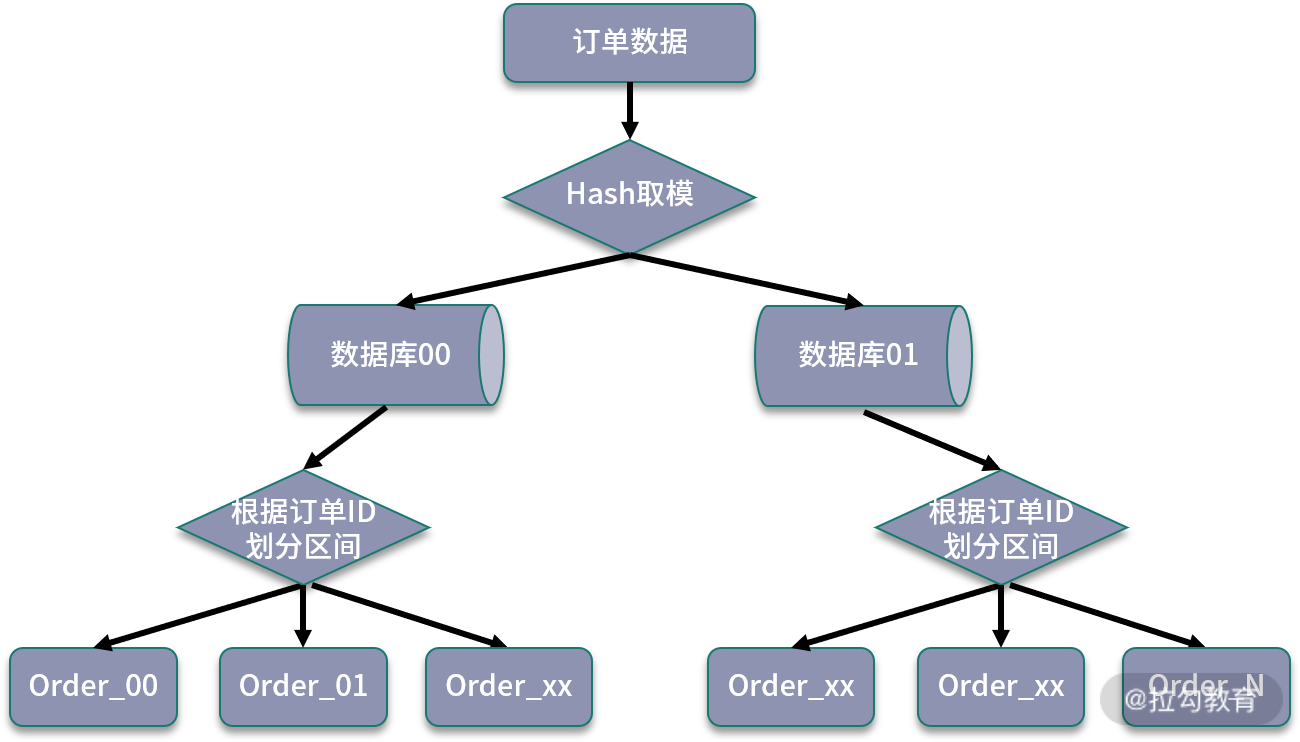 订单数据
Hash取模
数据库00
数据库01
根据订单ID
划分区间
根据订单ID
划分区间
Order_00
Order_01
Order_xx
Order_xx
Order_xx
Order_N
@拉勾教育